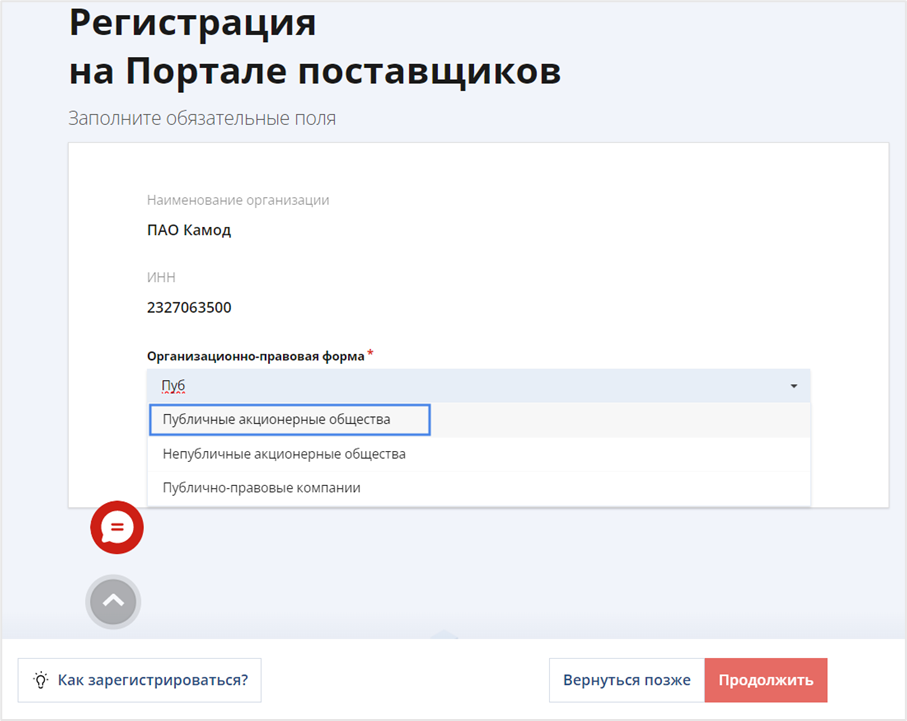 Регистрация
на Портале поставщиков
Заполните обязательные поля
Наименование организации
ПАО Камод
ИНН
2327063500
Организационно-правовая форма *
Пуб
Публичные акционерные общества
Непубличные акционерные общества
Публично-правовые компании
Как зарегистрироваться?
Вернуться позже
Продолжить